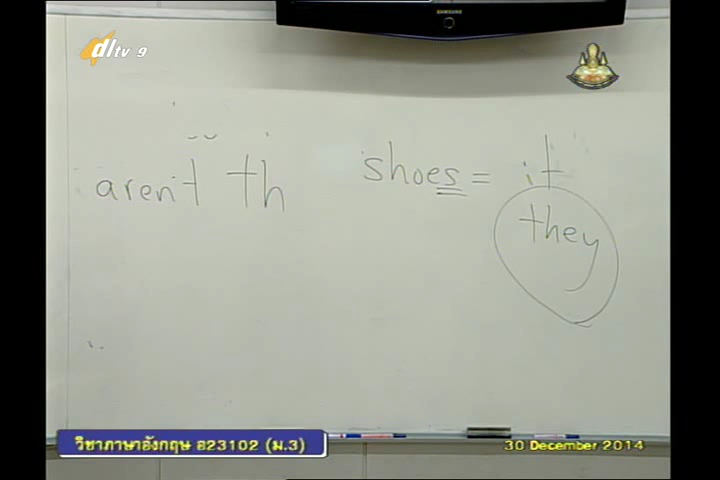 SAMSUNG
dltv 9
aren't th
shoes = it
they
วิชาภาษาอังกฤษ อ23102 (ม.3)
30 December 2014